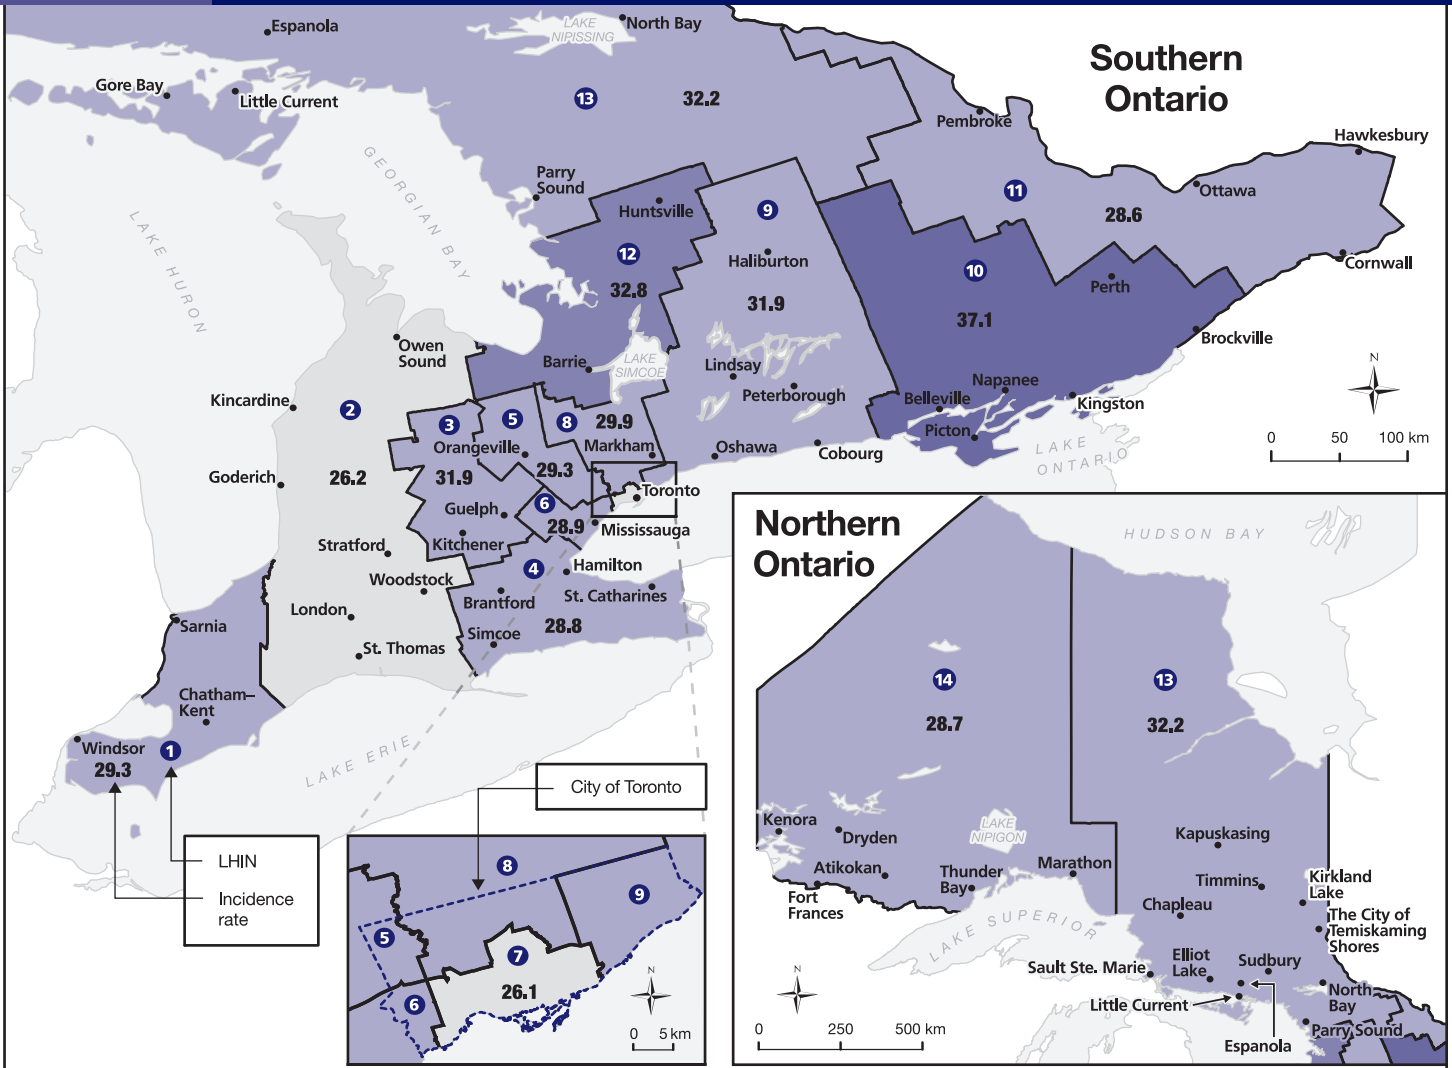 Southern
Ontario
Espanola
LAKE
NIPISSING
North Bay
Gore Bay
Little Current
13
32.2
Pembroke
Hawkesbury
GEORGIAN BAY
Parry
Sound
Huntsville
9
11
Ottawa
28.6
LAKE HURON
12
32.8
Haliburton
31.9
10
37.1
Perth
Cornwall
Brockville
Owen
Sound
Barrie
LAKE
SIMCOE
Lindsay
Peterborough
Napanee
Belleville
Kingston
Picton
N
Kincardine
2
3
5
8
29.9
Orangeville
Markham
Oshawa
Cobourg
LAKE
ONTARIO
0 50 100 km
Goderich
26.2
31.9
29.3
Toronto
Guelph
6
28.9
Mississauga
Kitchener
Stratford
4
Hamilton
Woodstock
Brantford
St. Catharines
London
28.8
Simcoe
St. Thomas
Sarnia
Chatham–
Kent
Windsor
1
29.3
LAKE ERIE
LHIN
Incidence
rate
City of Toronto
8
9
5
7
26.1
6
N
0 5 km
Northern
Ontario
HUDSON BAY
14
28.7
13
32.2
Kenora
Dryden
LAKE
NIPIGON
Kapuskasing
Atikokan
Thunder
Bay
Marathon
Timmins
Kirkland
Lake
Fort
Frances
Chapleau
The City of
Temiskaming
Shores
LAKE SUPERIOR
Elliot
Lake
Sudbury
Sault Ste. Marie
Little Current
North
Bay
Parry Sound
Espanola
N
0 250 500 km